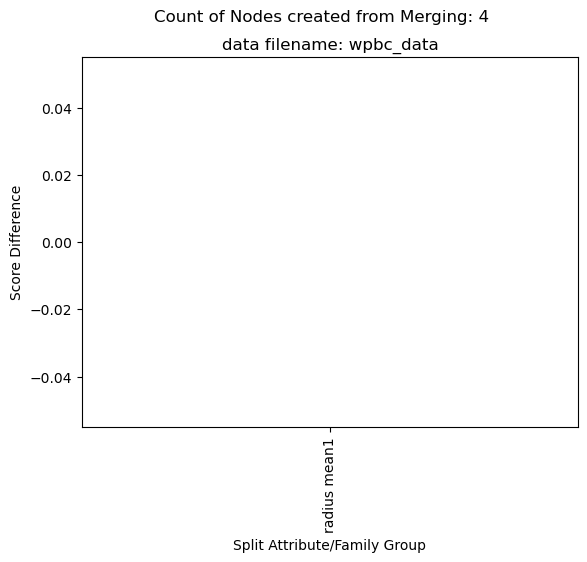 Count of Nodes created from Merging: 4
data filename: wpbc_data
0.04
0.02
0.00
−0.02
−0.04
Score Difference
radius mean1
Split Attribute/Family Group